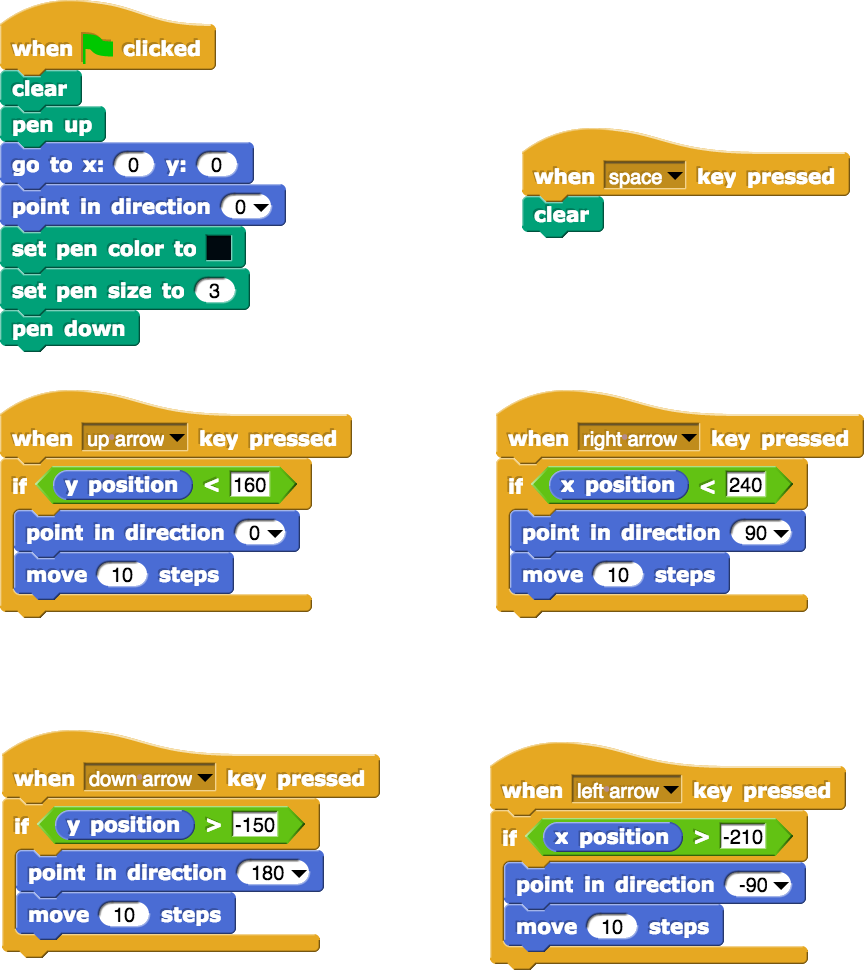 when clicked
clear
pen up
go to x: 0 y: 0
point in direction 0
set pen color to
set pen size to 3
pen down
when space key pressed
clear
when up arrow key pressed
if y position < 160
point in direction 0
move 10 steps
when right arrow key pressed
if x position < 240
point in direction 90
move 10 steps
when down arrow key pressed
if y position > -150
point in direction 180
move 10 steps
when left arrow key pressed
if x position > -210
point in direction -90
move 10 steps